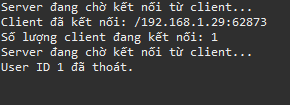 Server đang chờ kết nối từ client...
Client đã kết nối: /192.168.1.29:62873
Số lượng client đang kết nối: 1
Server đang chờ kết nối từ client...
User ID 1 đã thoát.